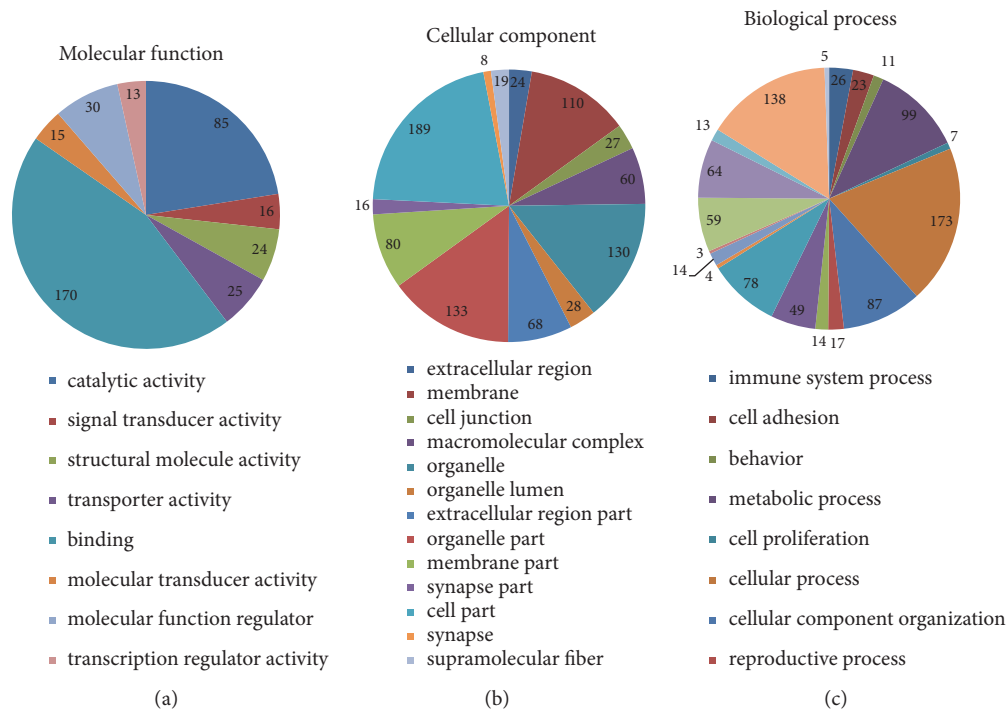 Molecular function
13
30
85
15
16
24
170
25
catalytic activity
signal transducer activity
structural molecule activity
transporter activity
binding
molecular transducer activity
molecular function regulator
transcription regulator activity
(a)
Cellular component
8
19
24
110
189
27
60
16
80
130
28
133
68
extracellular region
membrane
cell junction
macromolecular complex
organelle
organelle lumen
extracellular region part
organelle part
membrane part
synapse part
cell part
synapse
supramolecular fiber
(b)
Biological process
5
11
26
23
138
99
13
7
64
59
173
3
14
4
78
87
49
14
17
immune system process
cell adhesion
behavior
metabolic process
cell proliferation
cellular process
cellular component organization
reproductive process
(c)